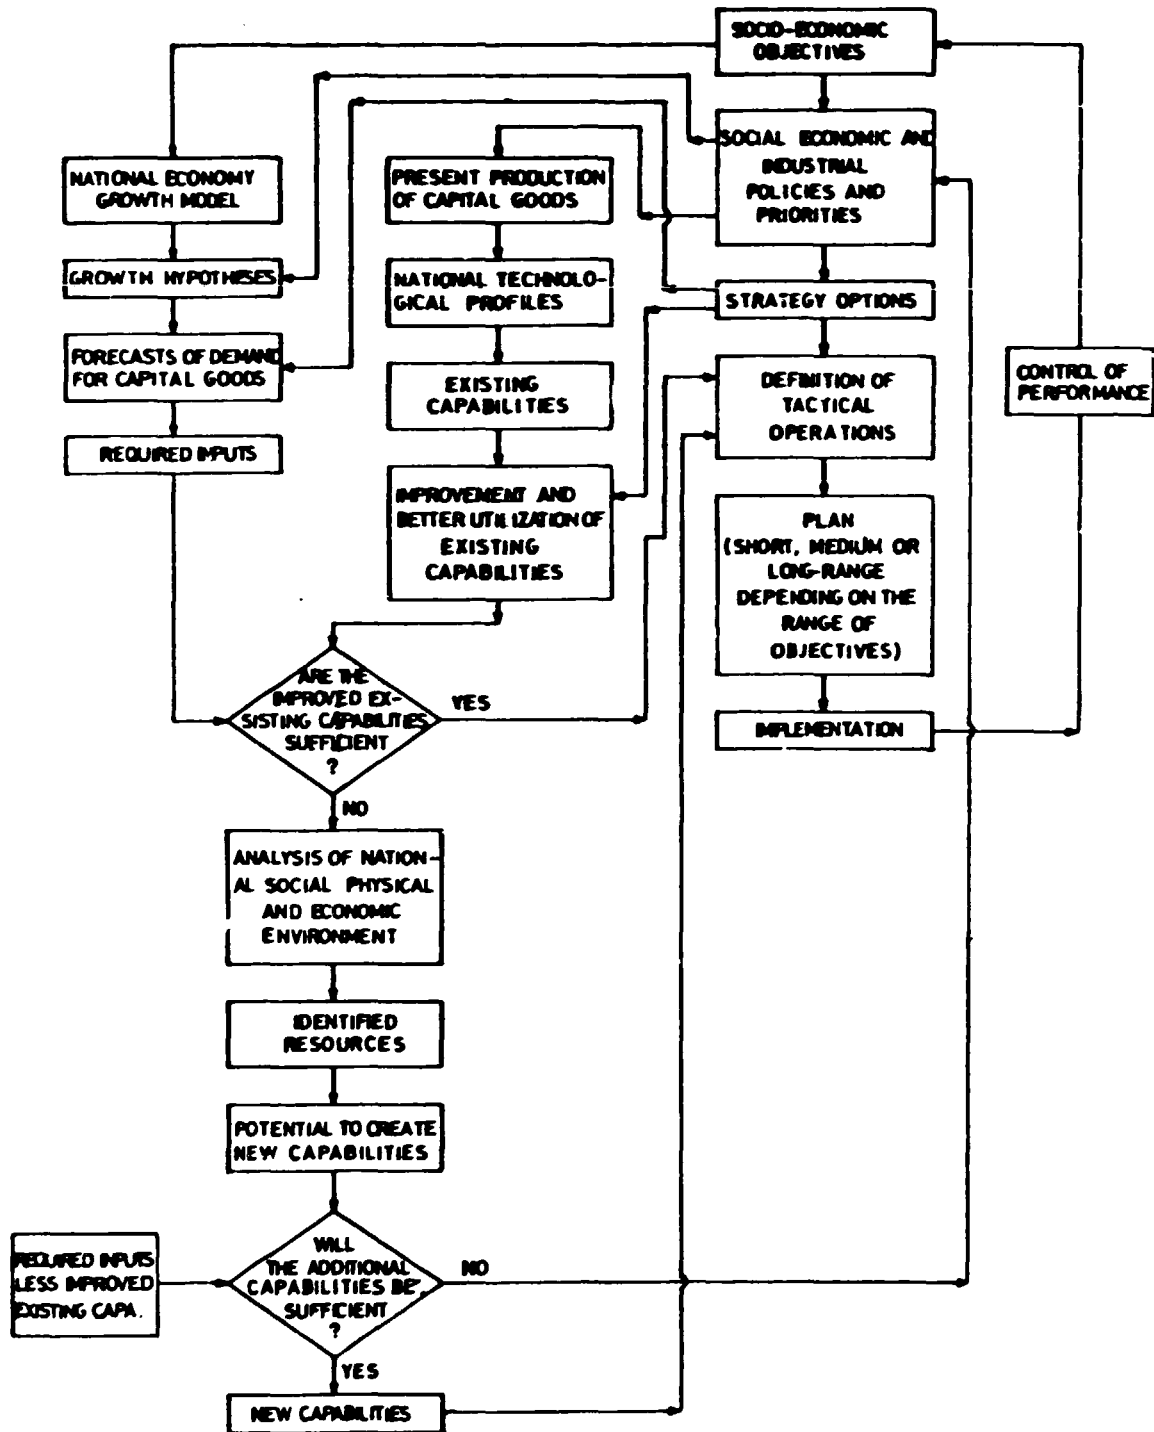 SOCIO-ECONOMIC
OBJECTIVES
SOCIAL ECONOMIC AND
INDUSTRIAL
POLICIES AND
PRIORITIES
NATIONAL ECONOMY
GROWTH MODEL
PRESENT PRODUCTION
OF CAPITAL GOODS
GROWTH HYPOTHESES
NATIONAL TECHNOLO-
GICAL PROFILES
STRATEGY OPTIONS
FORECASTS OF DEMAND
FOR CAPITAL GOODS
EXISTING
CAPABILITIES
DEFINITION OF
TACTICAL
OPERATIONS
CONTROL OF
PERFORMANCE
REQUIRED INPUTS
IMPROVEMENT AND
BETTER UTILIZATION OF
EXISTING
CAPABILITIES
PLAN
(SHORT, MEDIUM OR
LONG-RANGE
DEPENDING ON THE
RANGE OF
OBJECTIVES)
ARE THE
IMPROVED EX-
SISTING CAPABILITIES
SUFFICIENT
?
YES
IMPLEMENTATION
NO
ANALYSIS OF NATION-
AL SOCIAL PHYSICAL
AND ECONOMIC
ENVIRONMENT
IDENTIFIED
RESOURCES
POTENTIAL TO CREATE
NEW CAPABILITIES
REQUIRED INPUTS
LESS IMPROVED
EXISTING CAPA.
WILL
THE ADDITIONAL
CAPABILITIES BE,
SUFFICIENT
?
NO
YES
NEW CAPABILITIES